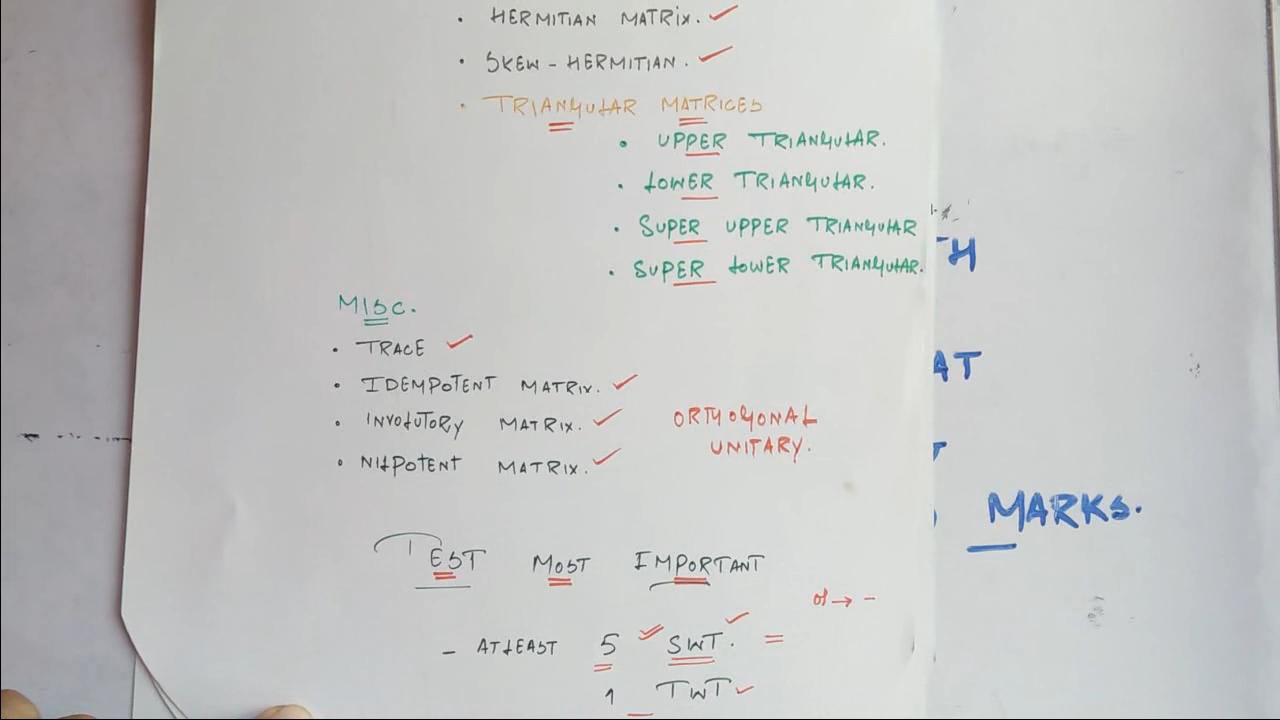 · HERMITIAN MATRIX. ✓
· SKEW - HERMITIAN. ✓
· TRIANGULAR MATRICES
· UPPER TRIANGULAR.
· LOWER TRIANGULAR.
· SUPER UPPER TRIANGULAR
· SUPER LOWER TRIANGULAR.
TH
MISC.
· TRACE ✓
AT
· IDEMPOTENT MATRIX. ✓
· INVOLUTORY MATRIX. ✓ ORTHOGONAL
· NILPOTENT MATRIX. ✓ UNITARY.
MARKS.
TEST MOST IMPORTANT
- ATLEAST 5 ✓ SWT. ✓ =
1 TWT ✓